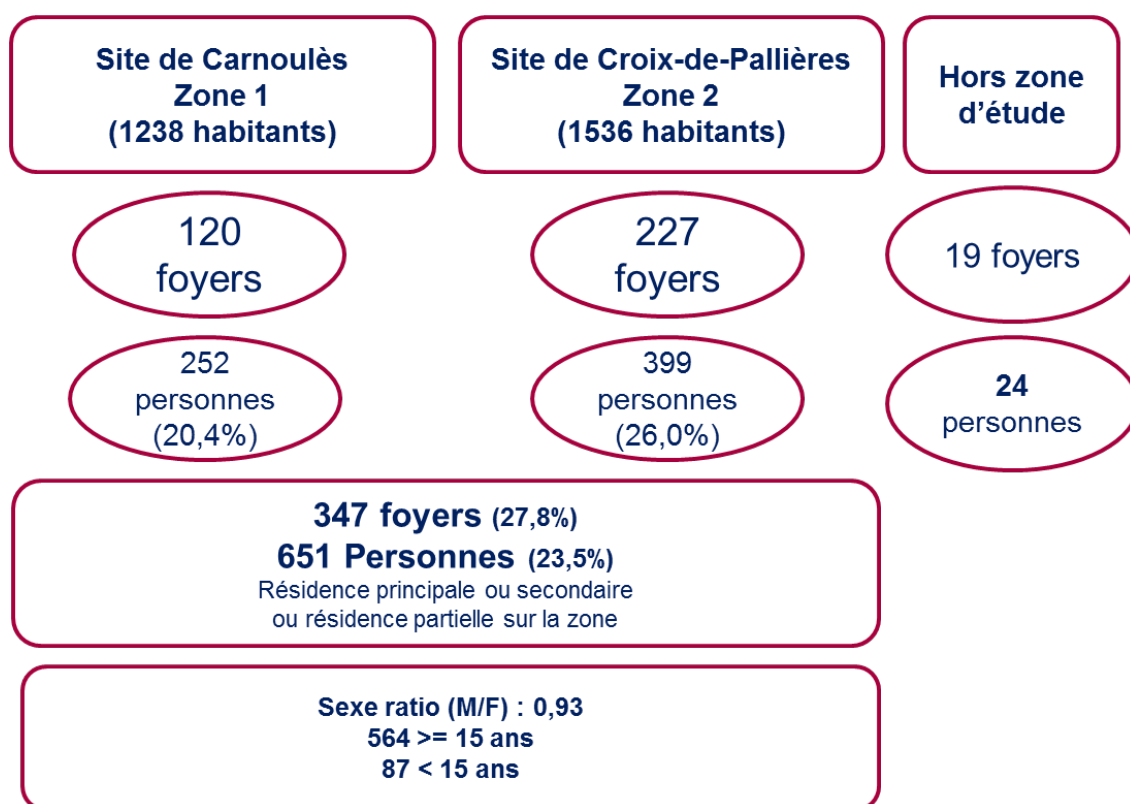 Site de Carnoulès
Zone 1
(1238 habitants)
Site de Croix-de-Pallières
Zone 2
(1536 habitants)
Hors zone
d’étude
120
foyers
227
foyers
19 foyers
252
personnes
(20,4%)
399
personnes
(26,0%)
24
personnes
347 foyers (27,8%)
651 Personnes (23,5%)
Résidence principale ou secondaire
ou résidence partielle sur la zone
Sexe ratio (M/F) : 0,93
564 >= 15 ans
87 < 15 ans